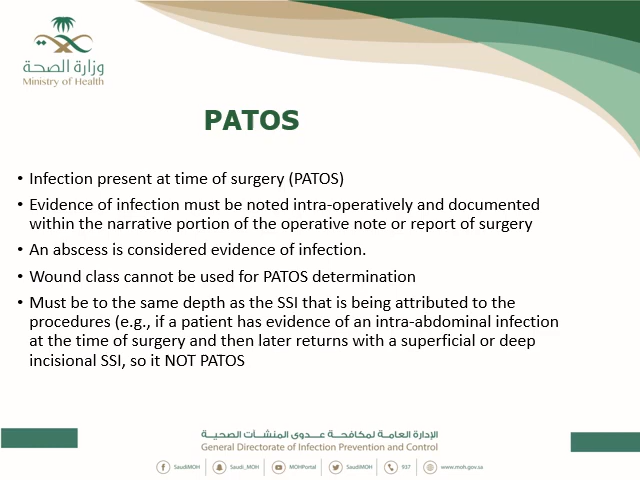 وزارة الصحة
Ministry of Health
PATOS
• Infection present at time of surgery (PATOS)
• Evidence of infection must be noted intra-operatively and documented
within the narrative portion of the operative note or report of surgery
• An abscess is considered evidence of infection.
• Wound class cannot be used for PATOS determination
• Must be to the same depth as the SSI that is being attributed to the
procedures (e.g., if a patient has evidence of an intra-abdominal infection
at the time of surgery and then later returns with a superficial or deep
incisional SSI, so it NOT PATOS
الإدارة العامة لمكافحة عدوى المنشآت الصحية
General Directorate of Infection Prevention and Control
SaudiMOH Saudi_MOH MOHPortal SaudiMOH 937 www.moh.gov.sa